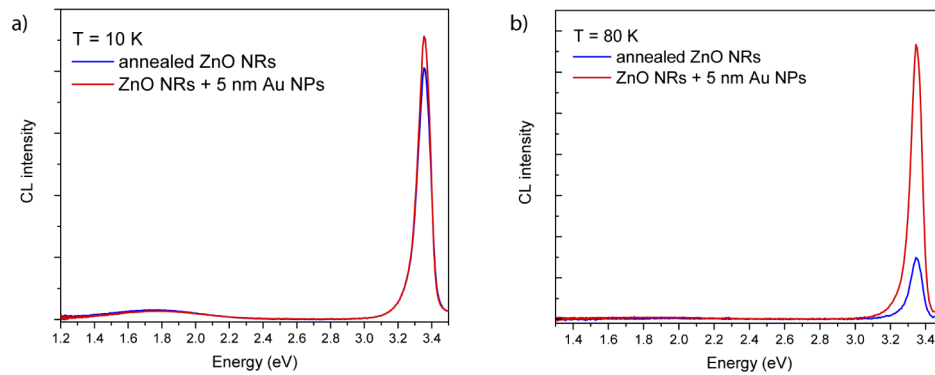 a)
T = 10 K
annealed ZnO NRs
ZnO NRs + 5 nm Au NPs
CL intensity
1.2 1.4 1.6 1.8 2.0 2.2 2.4 2.6 2.8 3.0 3.2 3.4
Energy (eV)
b)
T = 80 K
annealed ZnO NRs
ZnO NRs + 5 nm Au NPs
CL intensity
1.4 1.6 1.8 2.0 2.2 2.4 2.6 2.8 3.0 3.2 3.4
Energy (eV)